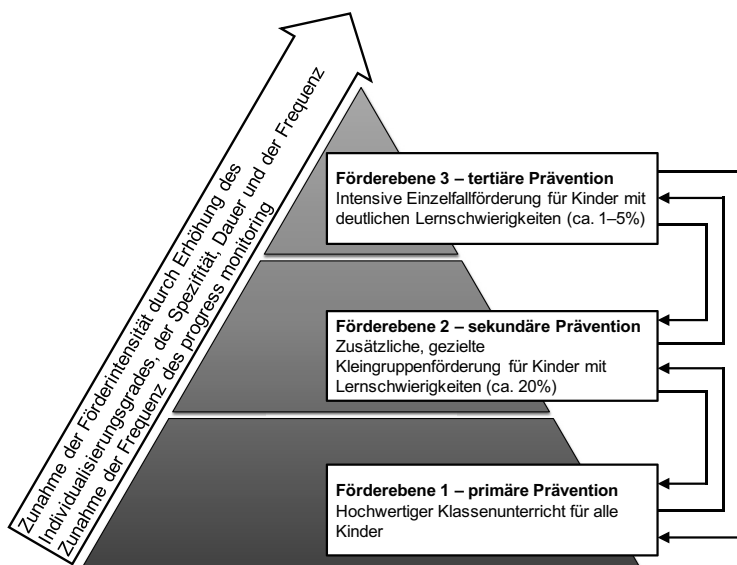 Zunahme der Förderintensität durch Erhöhung des
Individualisierungsgrades, der Spezifität, Dauer und der Frequenz
Zunahme der Frequenz des progress monitoring
Förderebene 3 – tertiäre Prävention
Intensive Einzelfallförderung für Kinder mit
deutlichen Lernschwierigkeiten (ca. 1–5%)
Förderebene 2 – sekundäre Prävention
Zusätzliche, gezielte
Kleingruppenförderung für Kinder mit
Lernschwierigkeiten (ca. 20%)
Förderebene 1 – primäre Prävention
Hochwertiger Klassenunterricht für alle
Kinder